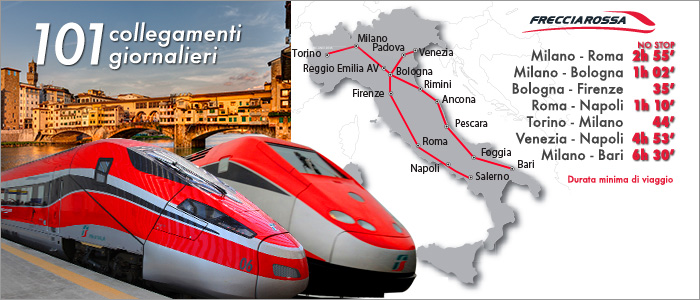 101 collegamenti
giornalieri
Milano
Torino
Padova
Venezia
Reggio Emilia AV
Bologna
Rimini
Firenze
Ancona
Pescara
Roma
Foggia
Napoli
Bari
Salerno
FRECCIAROSSA
NO STOP
Milano - Roma 2h 55'
Milano - Bologna 1h 02'
Bologna - Firenze 35'
Roma - Napoli 1h 10'
Torino - Milano 44'
Venezia - Napoli 4h 53'
Milano - Bari 6h 30'
Durata minima di viaggio